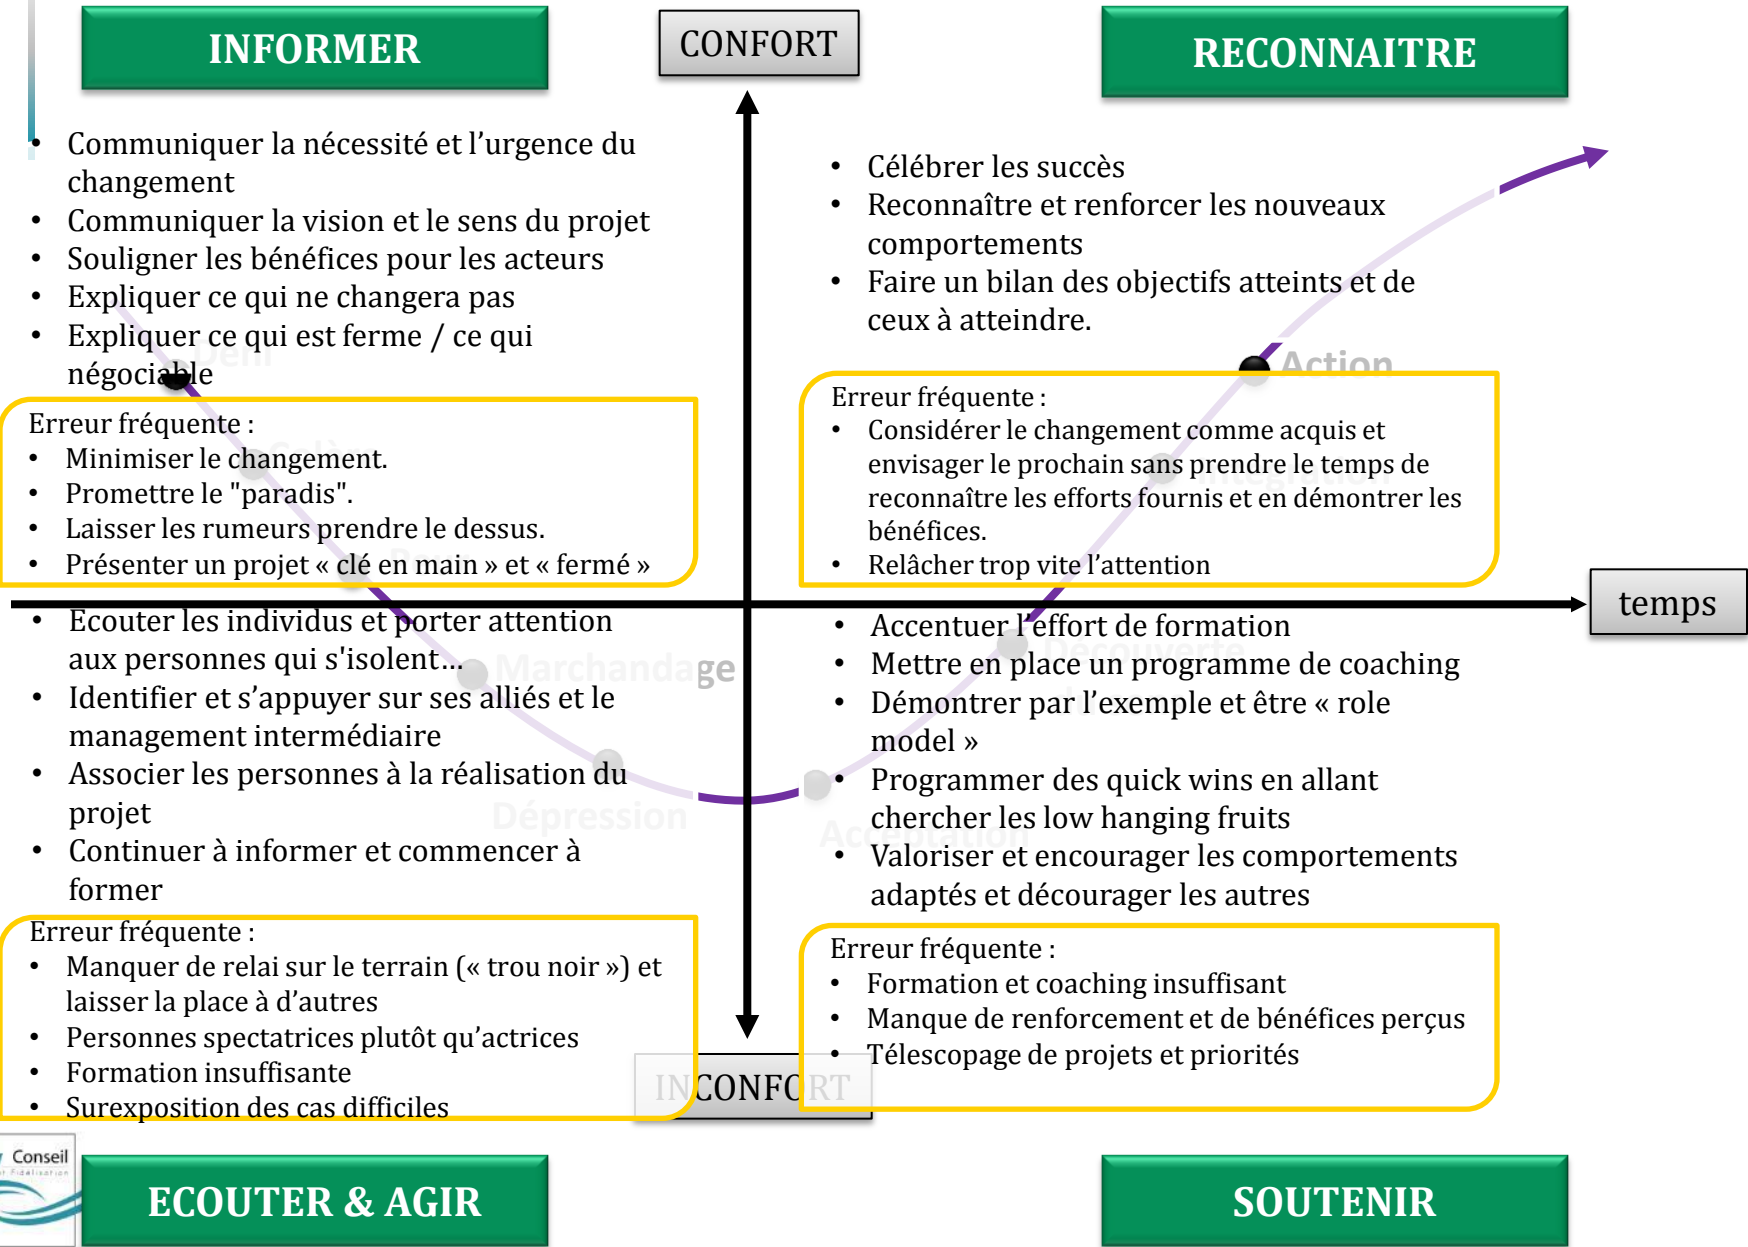 INFORMER
CONFORT
RECONNAITRE
• Communiquer la nécessité et l’urgence du
changement
• Communiquer la vision et le sens du projet
• Souligner les bénéfices pour les acteurs
• Expliquer ce qui ne changera pas
• Expliquer ce qui est ferme / ce qui
négociable
Déni
Erreur fréquente :
• Minimiser le changement.
• Promettre le "paradis".
• Laisser les rumeurs prendre le dessus.
• Présenter un projet « clé en main » et « fermé »
• Célébrer les succès
• Reconnaître et renforcer les nouveaux
comportements
• Faire un bilan des objectifs atteints et de
ceux à atteindre.
Action
Erreur fréquente :
• Considérer le changement comme acquis et
envisager le prochain sans prendre le temps de
reconnaître les efforts fournis et en démontrer les
bénéfices.
• Relâcher trop vite l’attention
Intégration
temps
• Ecouter les individus et porter attention
aux personnes qui s'isolent…
• Identifier et s’appuyer sur ses alliés et le
management intermédiaire
• Associer les personnes à la réalisation du
projet
• Continuer à informer et commencer à
former
Marchandage
Dépression
Erreur fréquente :
• Manquer de relai sur le terrain (« trou noir ») et
laisser la place à d’autres
• Personnes spectatrices plutôt qu’actrices
• Formation insuffisante
• Surexposition des cas difficiles
• Accentuer l’effort de formation
• Mettre en place un programme de coaching
• Démontrer par l’exemple et être « role
model »
• Programmer des quick wins en allant
chercher les low hanging fruits
• Valoriser et encourager les comportements
adaptés et décourager les autres
Découverte
Acceptation
Erreur fréquente :
• Formation et coaching insuffisant
• Manque de renforcement et de bénéfices perçus
• Télescopage de projets et priorités
INCONFORT
Conseil
Fidélisation
ECOUTER & AGIR
SOUTENIR